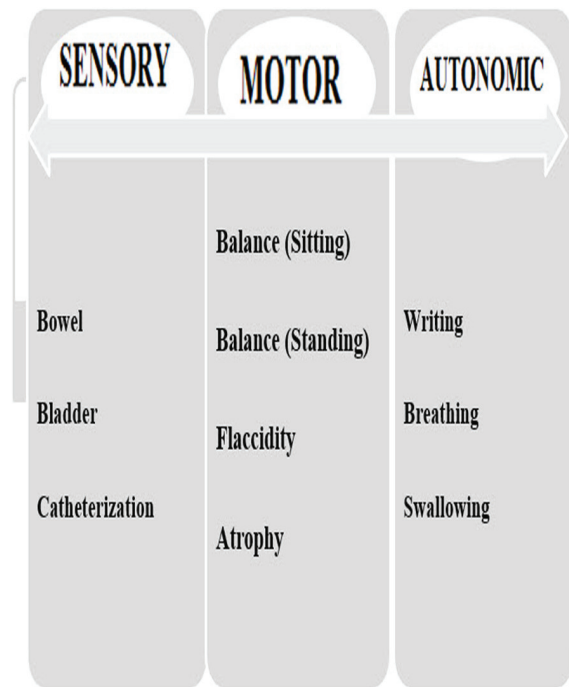 SENSORY
Bowel
Bladder
Catheterization
MOTOR
Balance (Sitting)
Balance (Standing)
Flaccidity
Atrophy
AUTONOMIC
Writing
Breathing
Swallowing